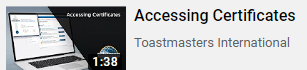 Accessing Certificates
Accessing Certificates
Toastmasters International
1:38